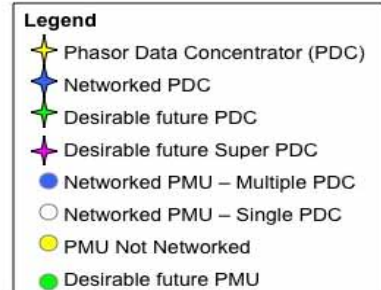 Legend
Phasor Data Concentrator (PDC)
Networked PDC
Desirable future PDC
Desirable future Super PDC
Networked PMU – Multiple PDC
Networked PMU – Single PDC
PMU Not Networked
Desirable future PMU